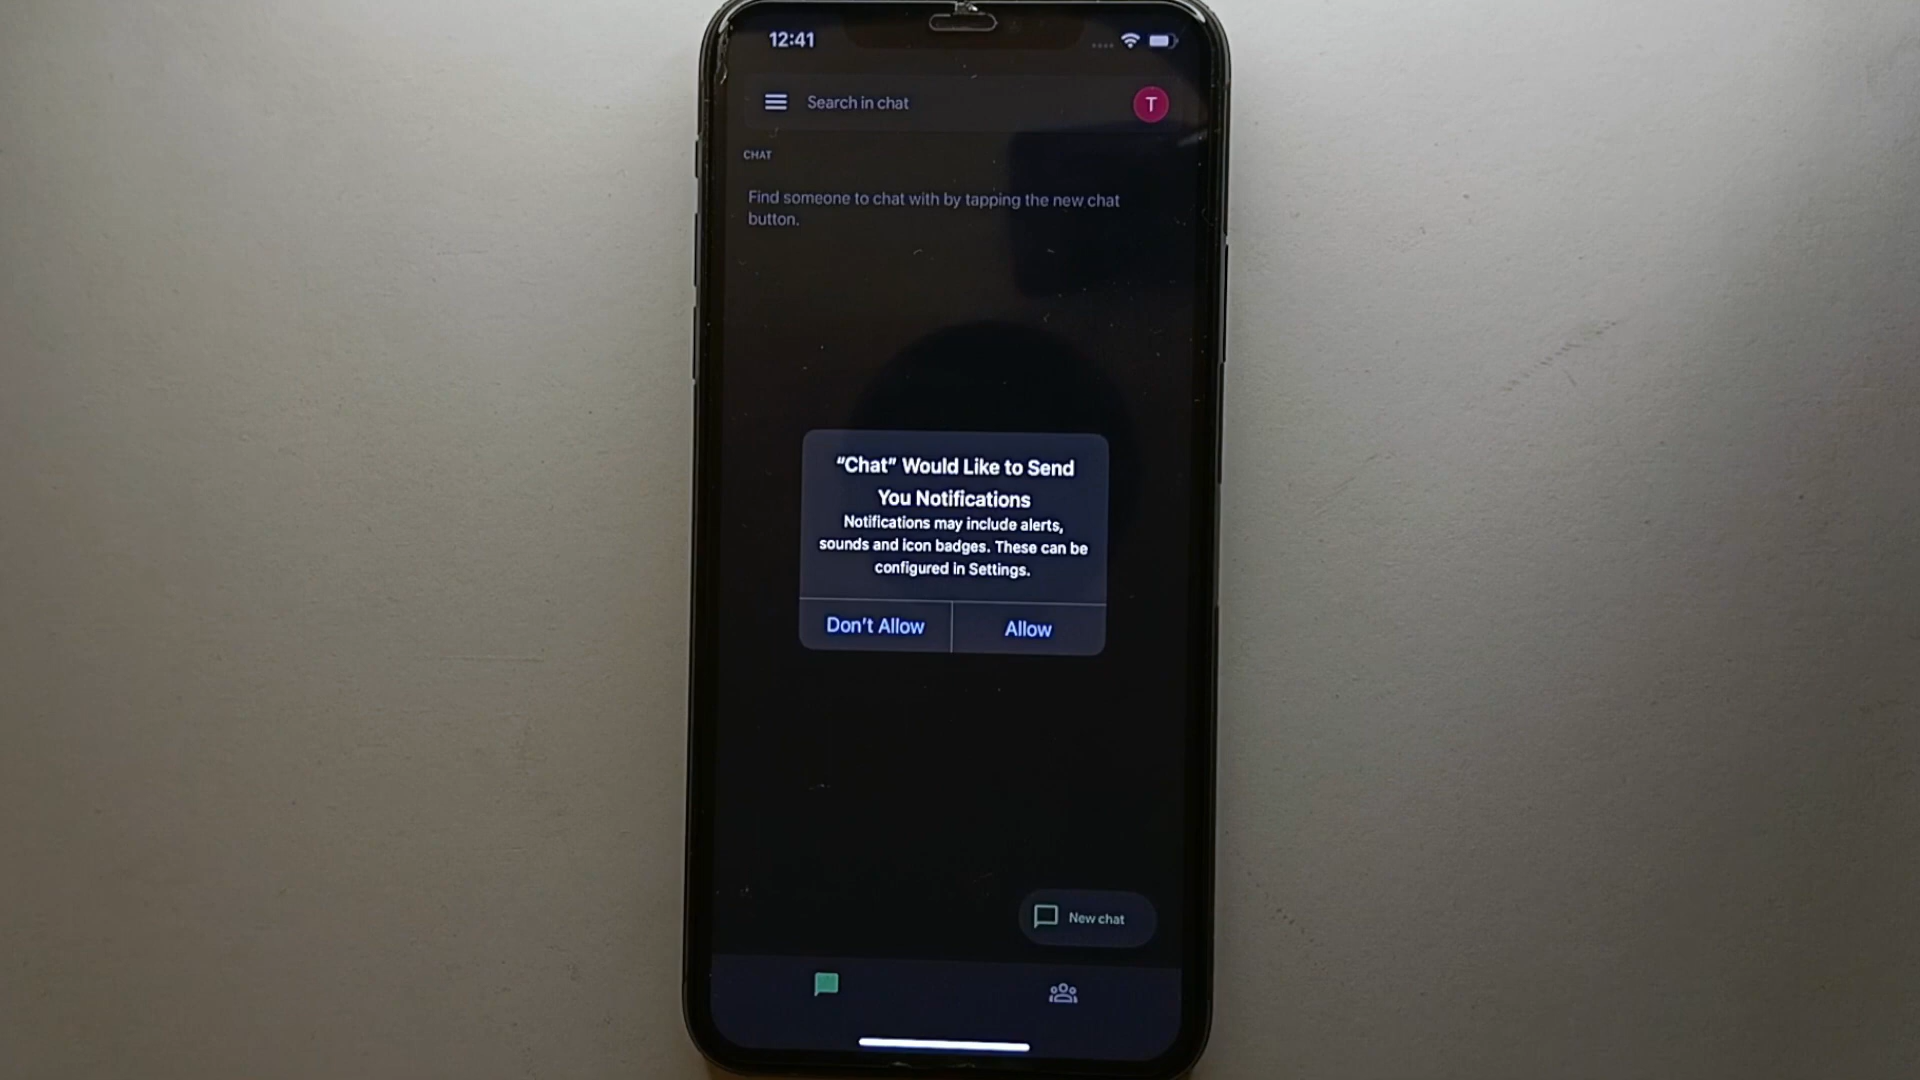 12:41
Search in chat
T
CHAT
Find someone to chat with by tapping the new chat
button.
“Chat” Would Like to Send
You Notifications
Notifications may include alerts,
sounds and icon badges. These can be
configured in Settings.
Don’t Allow
Allow
New chat